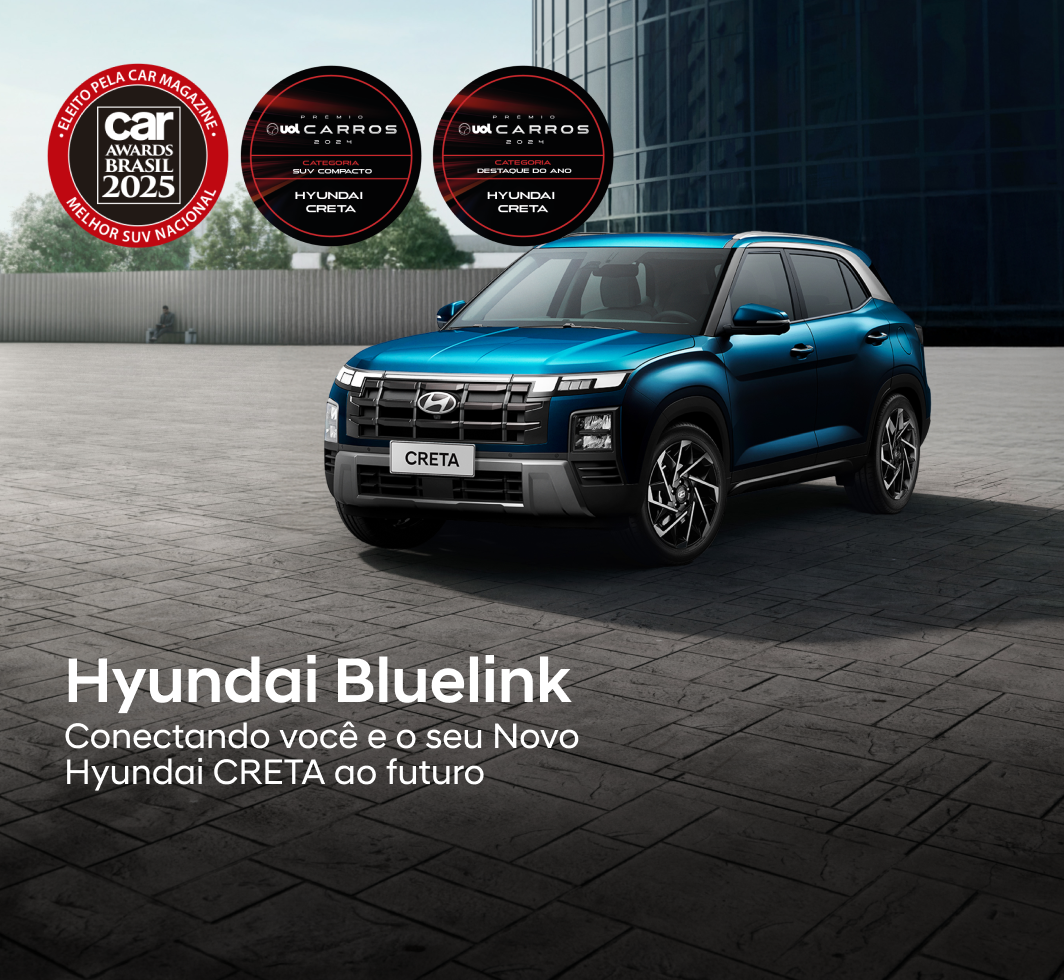 • ELEITO PELA CAR MAGAZINE •
car
AWARDS
BRASIL
2025
MELHOR SUV NACIONAL
PRÊMIO
uol CARROS
2024
CATEGORIA
SUV COMPACTO
HYUNDAI
CRETA
PRÊMIO
uol CARROS
2024
CATEGORIA
DESTAQUE DO ANO
HYUNDAI
CRETA
CRETA
Hyundai Bluelink
Conectando você e o seu Novo
Hyundai CRETA ao futuro